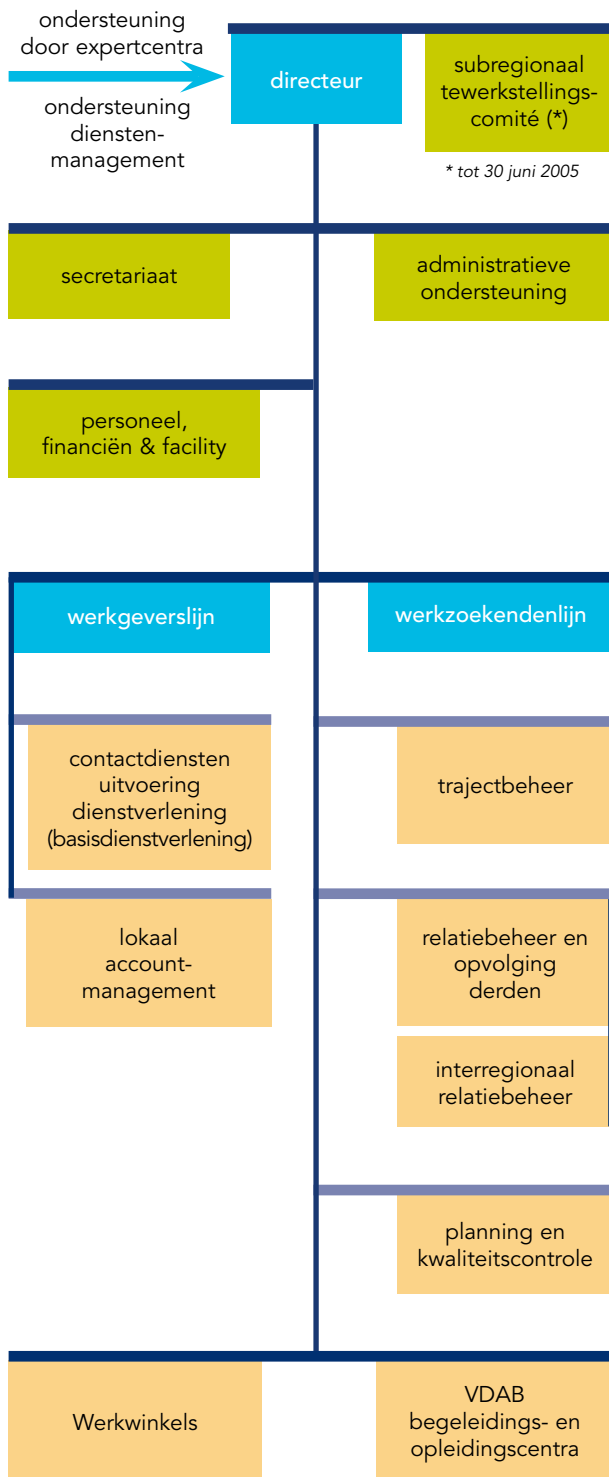 ondersteuning
door expertcentra
ondersteuning
diensten-
management
directeur
subregionaal
tewerkstellings-
comité (*)
* tot 30 juni 2005
secretariaat
administratieve
ondersteuning
personeel,
financiën & facility
werkgeverslijn
werkzoekendenlijn
contactdiensten
uitvoering
dienstverlening
(basisdienstverlening)
trajectbeheer
lokaal
account-
management
relatiebeheer en
opvolging
derden
interregionaal
relatiebeheer
planning en
kwaliteitscontrole
Werkwinkels
VDAB
begeleidings- en
opleidingscentra